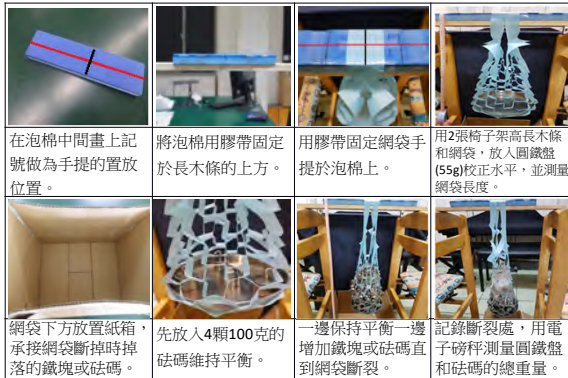 在泡棉中間畫上記
號做為手提的置放
位置。
將泡棉用膠帶固定
於長木條的上方。
用膠帶固定網袋手
提於泡棉上。
用2張椅子架高長木條
和網袋，放入圓鐵盤
(55g)校正水平，並測量
網袋長度。
網袋下方放置紙箱，
承接網袋斷掉時掉
落的鐵塊或砝碼。
先放入4顆100克的
砝碼維持平衡。
一邊保持平衡一邊
增加鐵塊或砝碼直
到網袋斷裂。
記錄斷裂處，用電
子磅秤測量圓鐵盤
和砝碼的總重量。